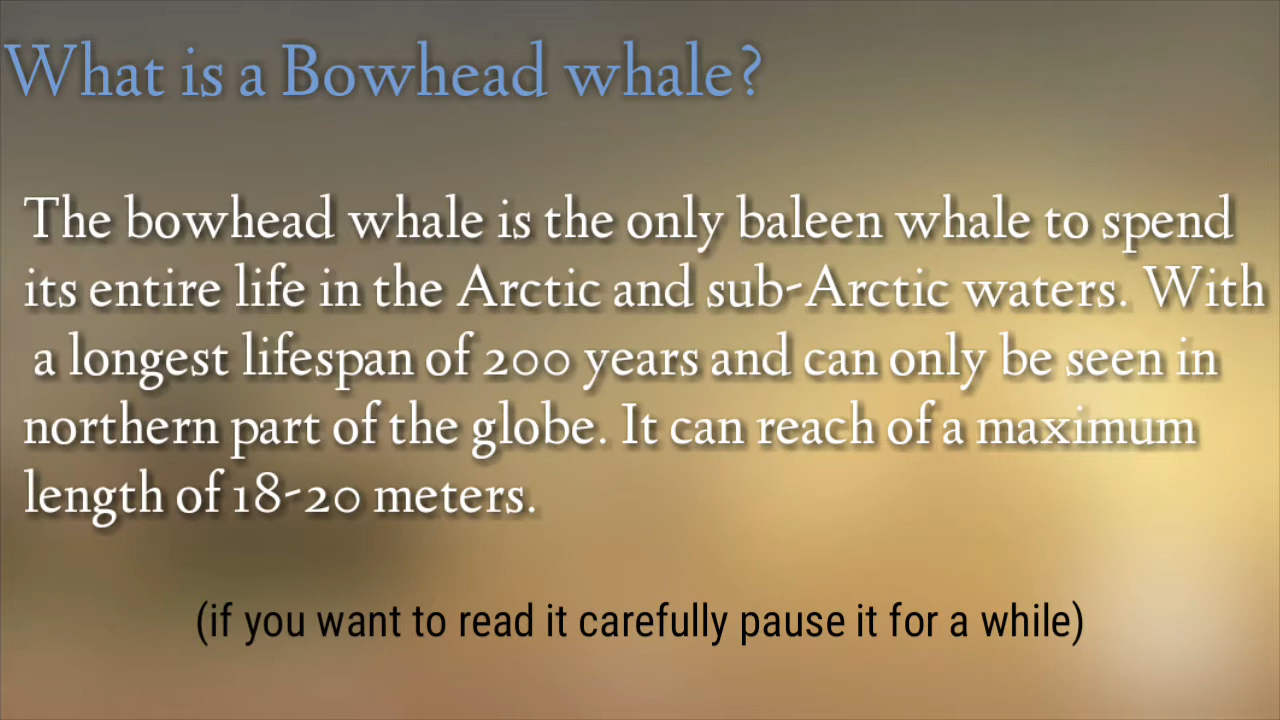 What is a Bowhead whale?
The bowhead whale is the only baleen whale to spend
its entire life in the Arctic and sub-Arctic waters. With
a longest lifespan of 200 years and can only be seen in
northern part of the globe. It can reach of a maximum
length of 18-20 meters.
(if you want to read it carefully pause it for a while)